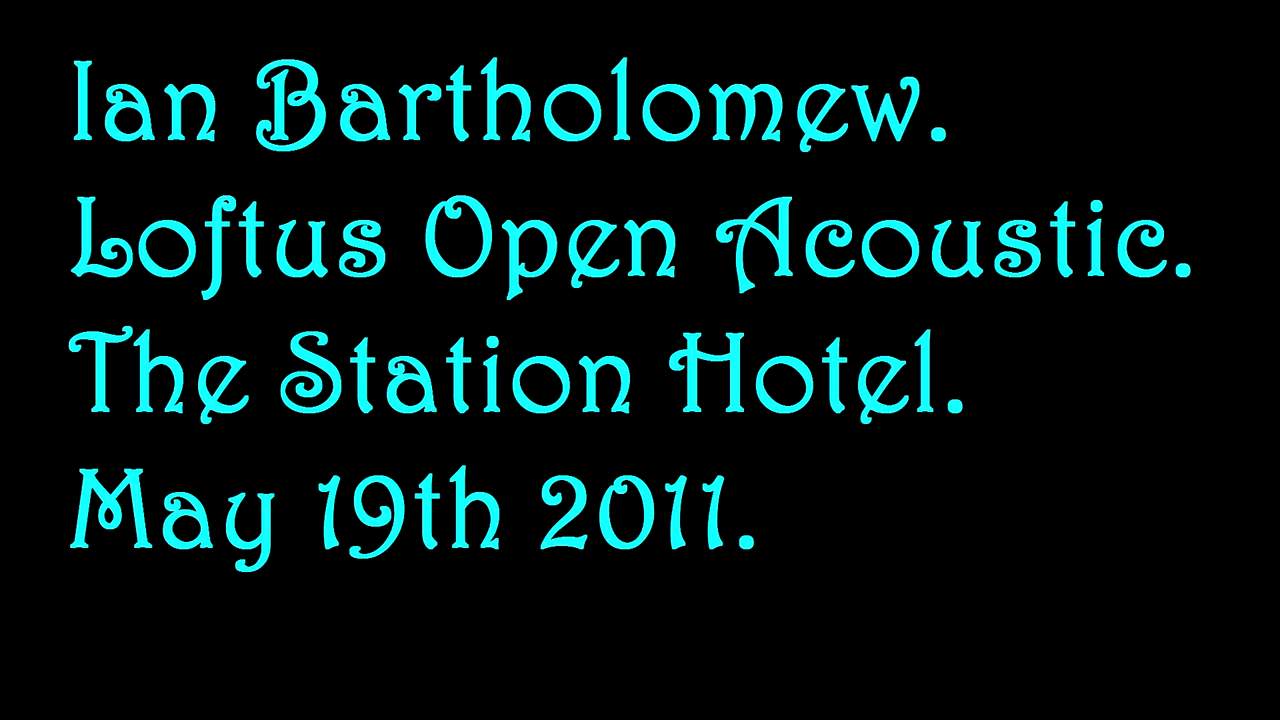 Ian Bartholomew.
Loftus Open Acoustic.
The Station Hotel.
May 19th 2011.